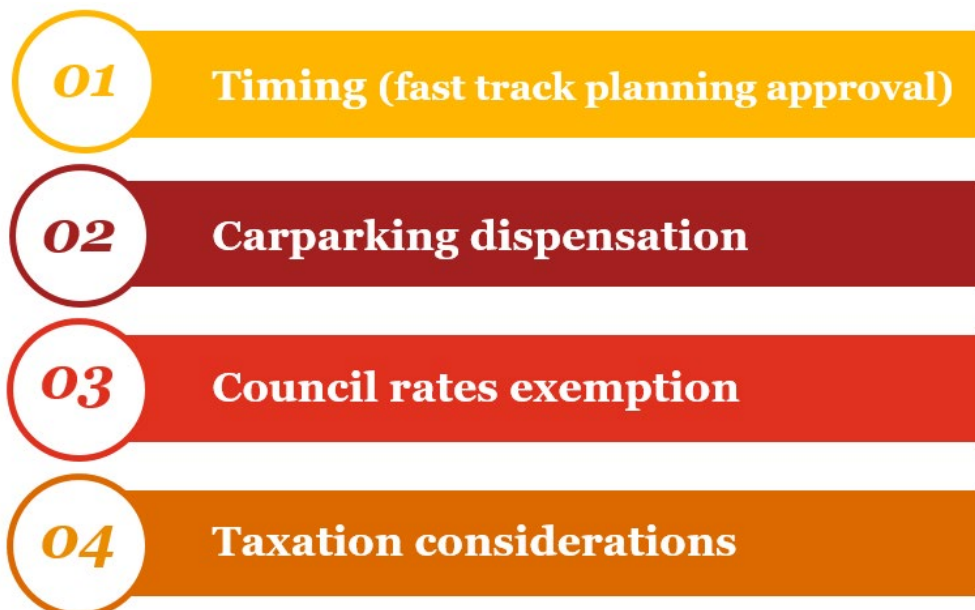 01 Timing (fast track planning approval)
02 Carparking dispensation
03 Council rates exemption
04 Taxation considerations